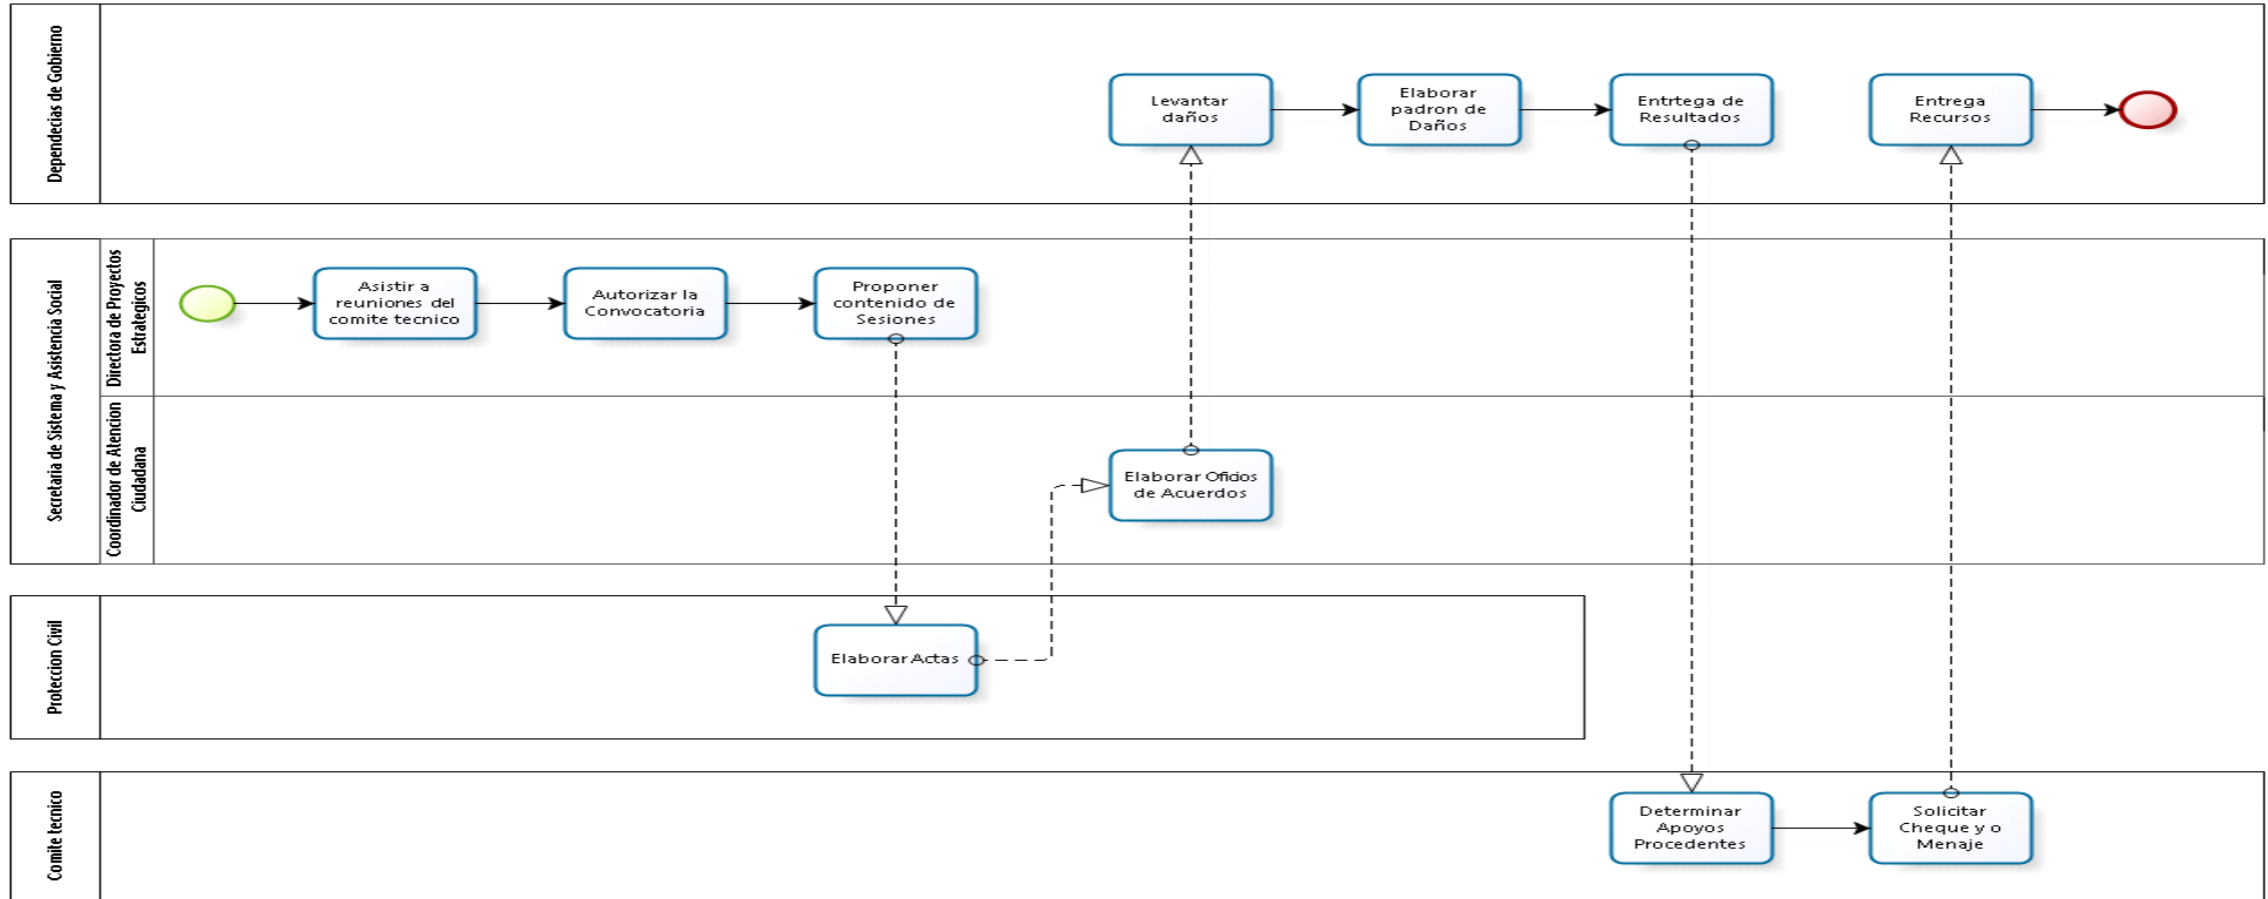 Dependecias de Gobierno
Levantar
daños
Elaborar
padron de
Daños
Entrtega de
Resultados
Entrega
Recursos
Secretaria de Sistema y Asistencia Social
Directora de Proyectos
Estrategicos
Asistir a
reuniones del
comite tecnico
Autorizar la
Convocatoria
Proponer
contenido de
Sesiones
Coordinador de Atencion
Ciudadana
Elaborar Oficios
de Acuerdos
Proteccion Civil
Elaborar Actas
Comite tecnico
Determinar
Apoyos
Procedentes
Solicitar
Cheque y o
Menaje